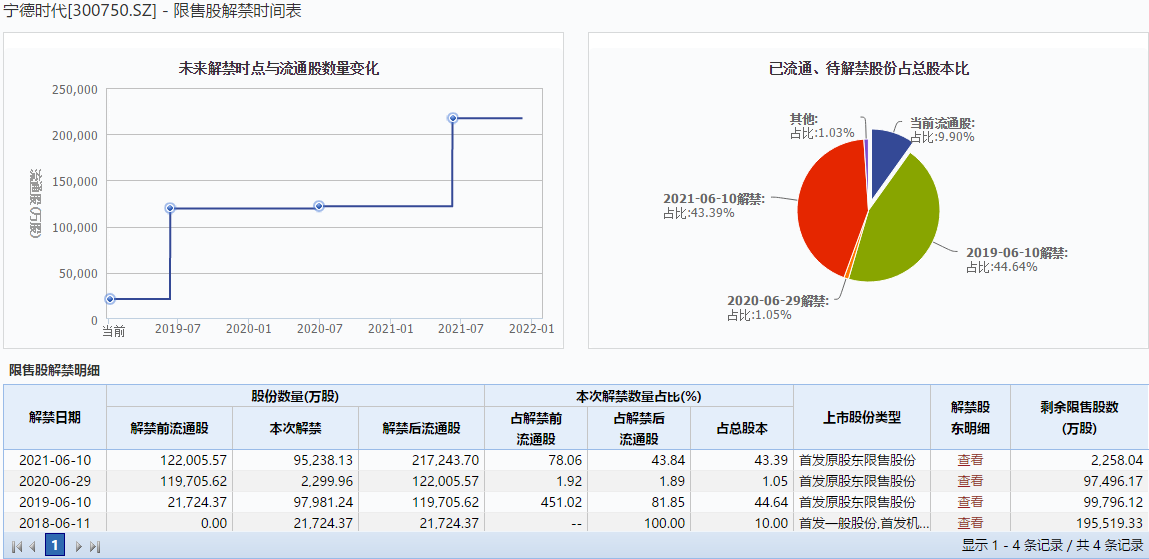 宁德时代[300750.SZ] - 限售股解禁时间表
未来解禁时点与流通股数量变化
250,000
200,000
150,000
100,000
50,000
0
流通股(万股)
当前 2019-07 2020-01 2020-07 2021-01 2021-07 2022-01
已流通、待解禁股份占总股本比
其他:
占比:1.03%
当前流通股:
占比:9.90%
2021-06-10解禁:
占比:43.39%
2019-06-10解禁:
占比:44.64%
2020-06-29解禁:
占比:1.05%
限售股解禁明细
解禁日期 股份数量(万股) 本次解禁数量占比(%) 上市股份类型 解禁股 剩余限售股数
东明细 (万股)
解禁前流通股 本次解禁 解禁后流通股 占解禁前 占解禁后 占总股本
流通股 流通股
2021-06-10 122,005.57 95,238.13 217,243.70 78.06 43.84 43.39 首发原股东限售股份 查看 2,258.04
2020-06-29 119,705.62 2,299.96 122,005.57 1.92 1.89 1.05 首发原股东限售股份 查看 97,496.17
2019-06-10 21,724.37 97,981.24 119,705.62 451.02 81.85 44.64 首发原股东限售股份 查看 99,796.12
2018-06-11 0.00 21,724.37 21,724.37 -- 100.00 10.00 首发一般股份,首发机... 查看 195,519.33
1 显示 1 - 4 条记录 / 共 4 条记录